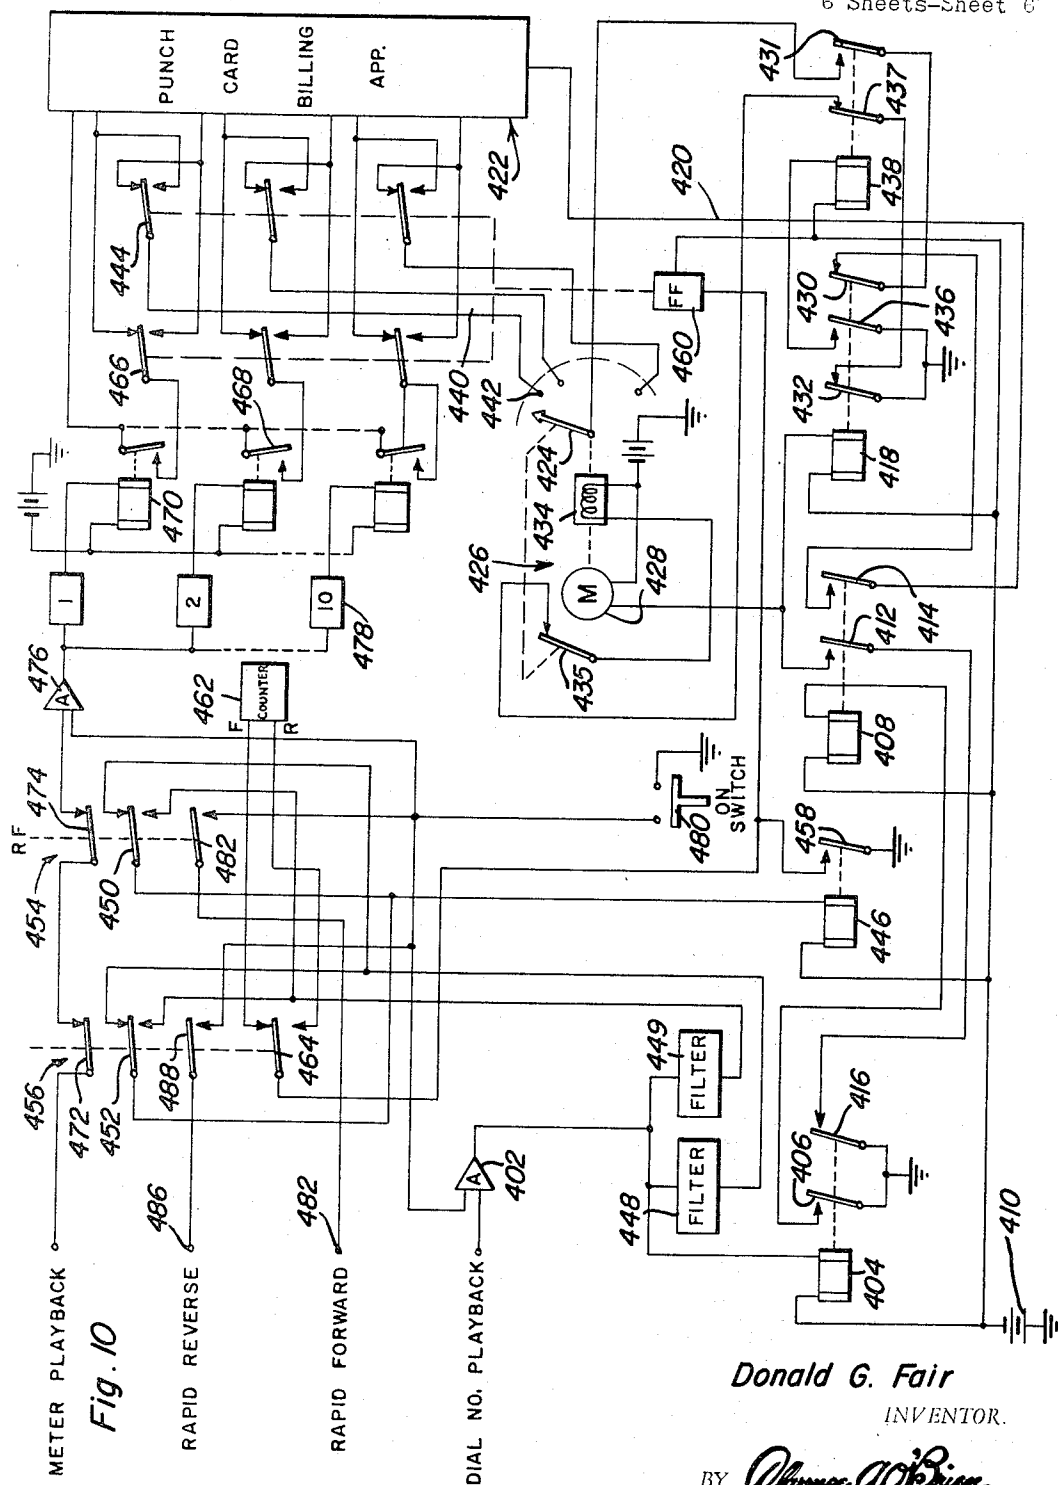 6 Sheets—Sheet 6
PUNCH
CARD
BILLING
APP.
422
444
466
468
470
440
442
424
434
426
428
435
FF
460
420
431
437
438
430
436
432
418
414
412
408
M
1
2
10
478
476
A
462
COUNTER
F
R
474
RF
454
450
482
480
ON
SWITCH
458
446
456
472
452
488
464
449
FILTER
448
FILTER
A
402
416
406
404
410
486
482
METER PLAYBACK
RAPID REVERSE
RAPID FORWARD
DIAL NO. PLAYBACK
Fig. 10
Donald G. Fair
INVENTOR.
BY